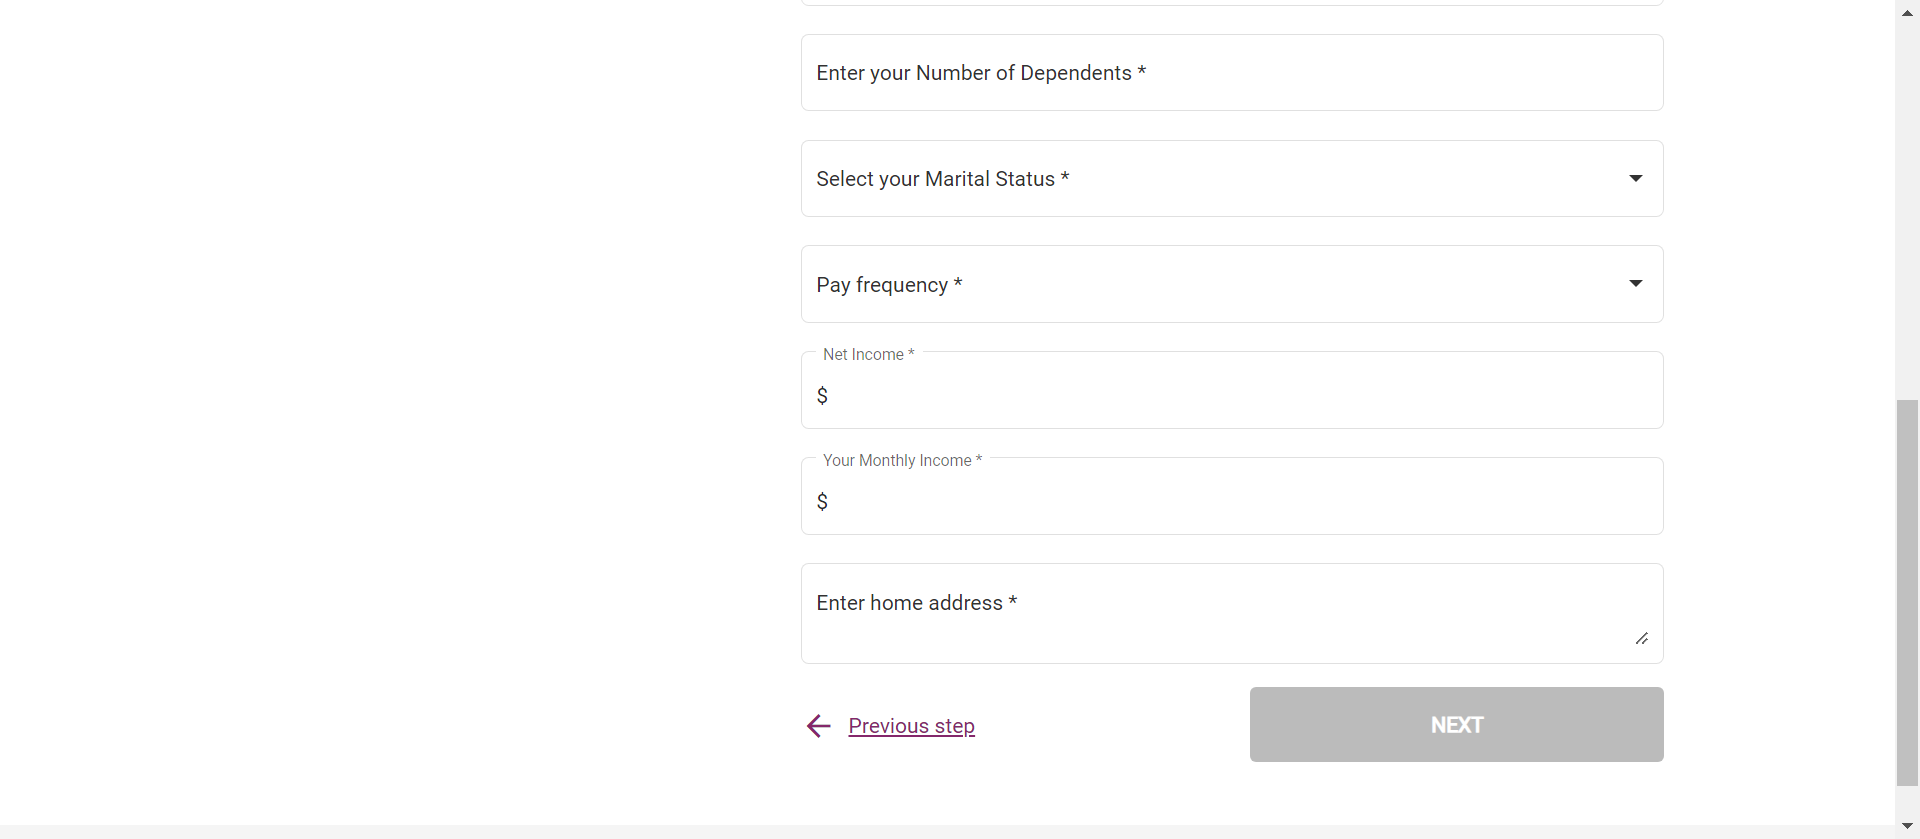 Enter your Number of Dependents *
Select your Marital Status *
Pay frequency *
Net Income *
$
Your Monthly Income *
$
Enter home address *
Previous step
NEXT